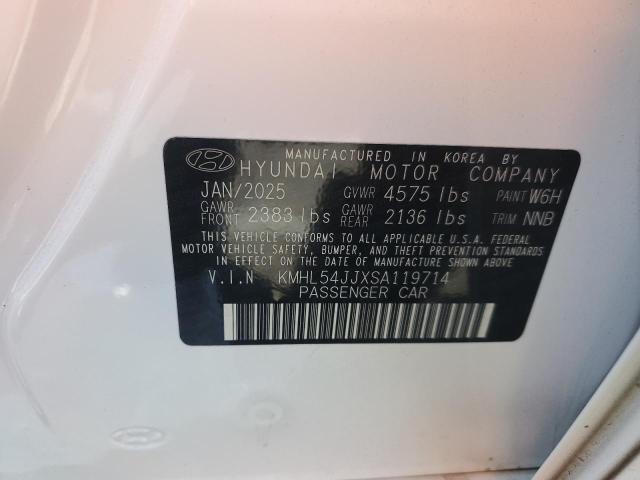 MANUFACTURED IN KOREA BY
HYUNDAI MOTOR COMPANY
JAN/2025 GVWR 4575 lbs PAINT W6H
GAWR FRONT 2383 lbs GAWR REAR 2136 lbs TRIM NNB
THIS VEHICLE CONFORMS TO ALL APPLICABLE U.S.A. FEDERAL
MOTOR VEHICLE SAFETY, BUMPER, AND THEFT PREVENTION STANDARDS
IN EFFECT ON THE DATE OF MANUFACTURE SHOWN ABOVE
V.I.N KMHL54JJXSA119714
PASSENGER CAR